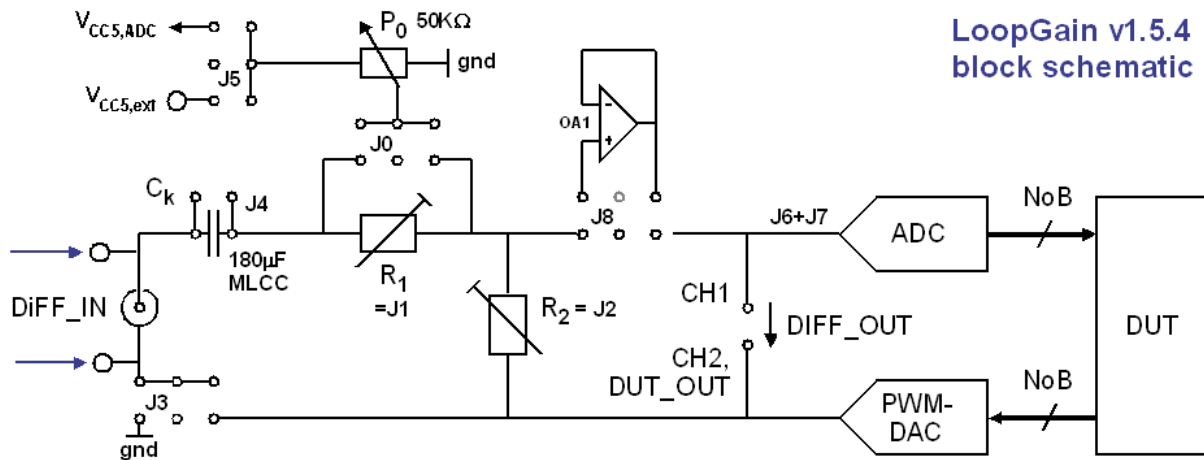 LoopGain v1.5.4
block schematic
VCC5,ADC
P0 50KΩ
gnd
J5
VCC5,ext
OA1
-
+
J0
Ck
J4
J8
J6+J7
ADC
NoB
180µF
MLCC
R1
=J1
R2 = J2
CH1
DiFF_IN
DIFF_OUT
DUT
CH2,
DUT_OUT
NoB
J3
PWM-
DAC
gnd